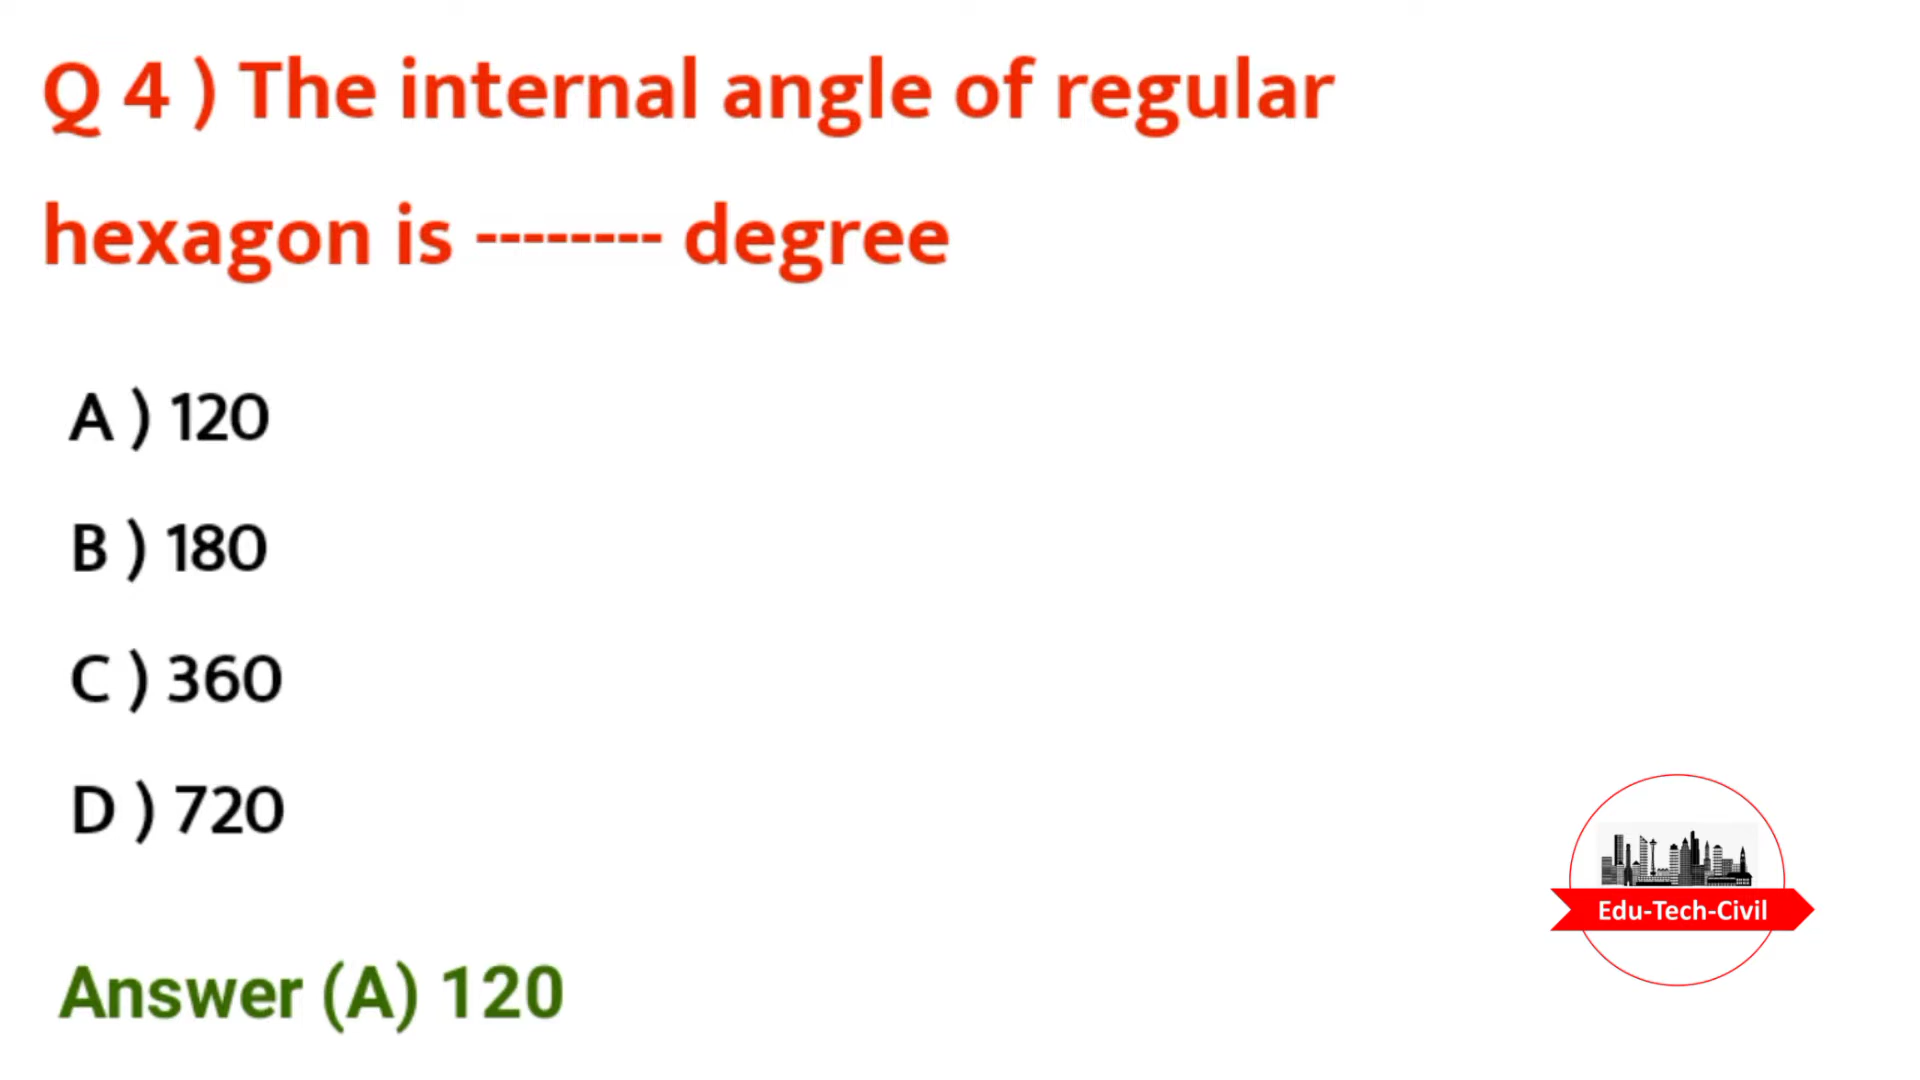 Q 4 ) The internal angle of regular
hexagon is -------- degree
A ) 120
B ) 180
C ) 360
D ) 720
Edu-Tech-Civil
Answer (A) 120